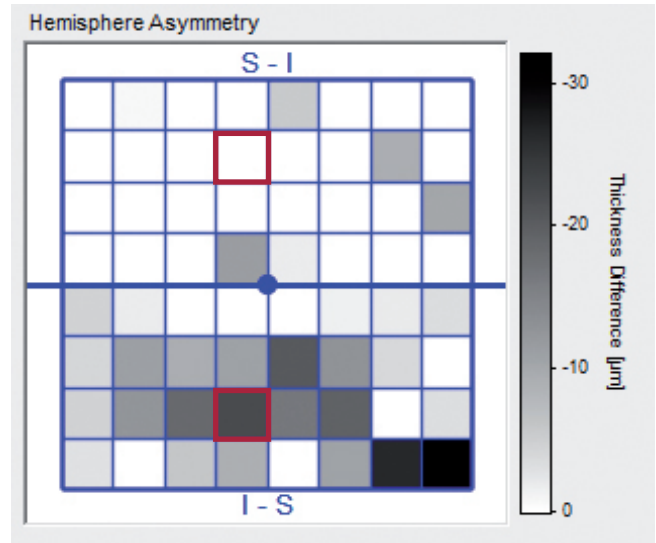 Hemisphere Asymmetry
S - I
I - S
-30
-20
-10
0
Thickness Difference [µm]